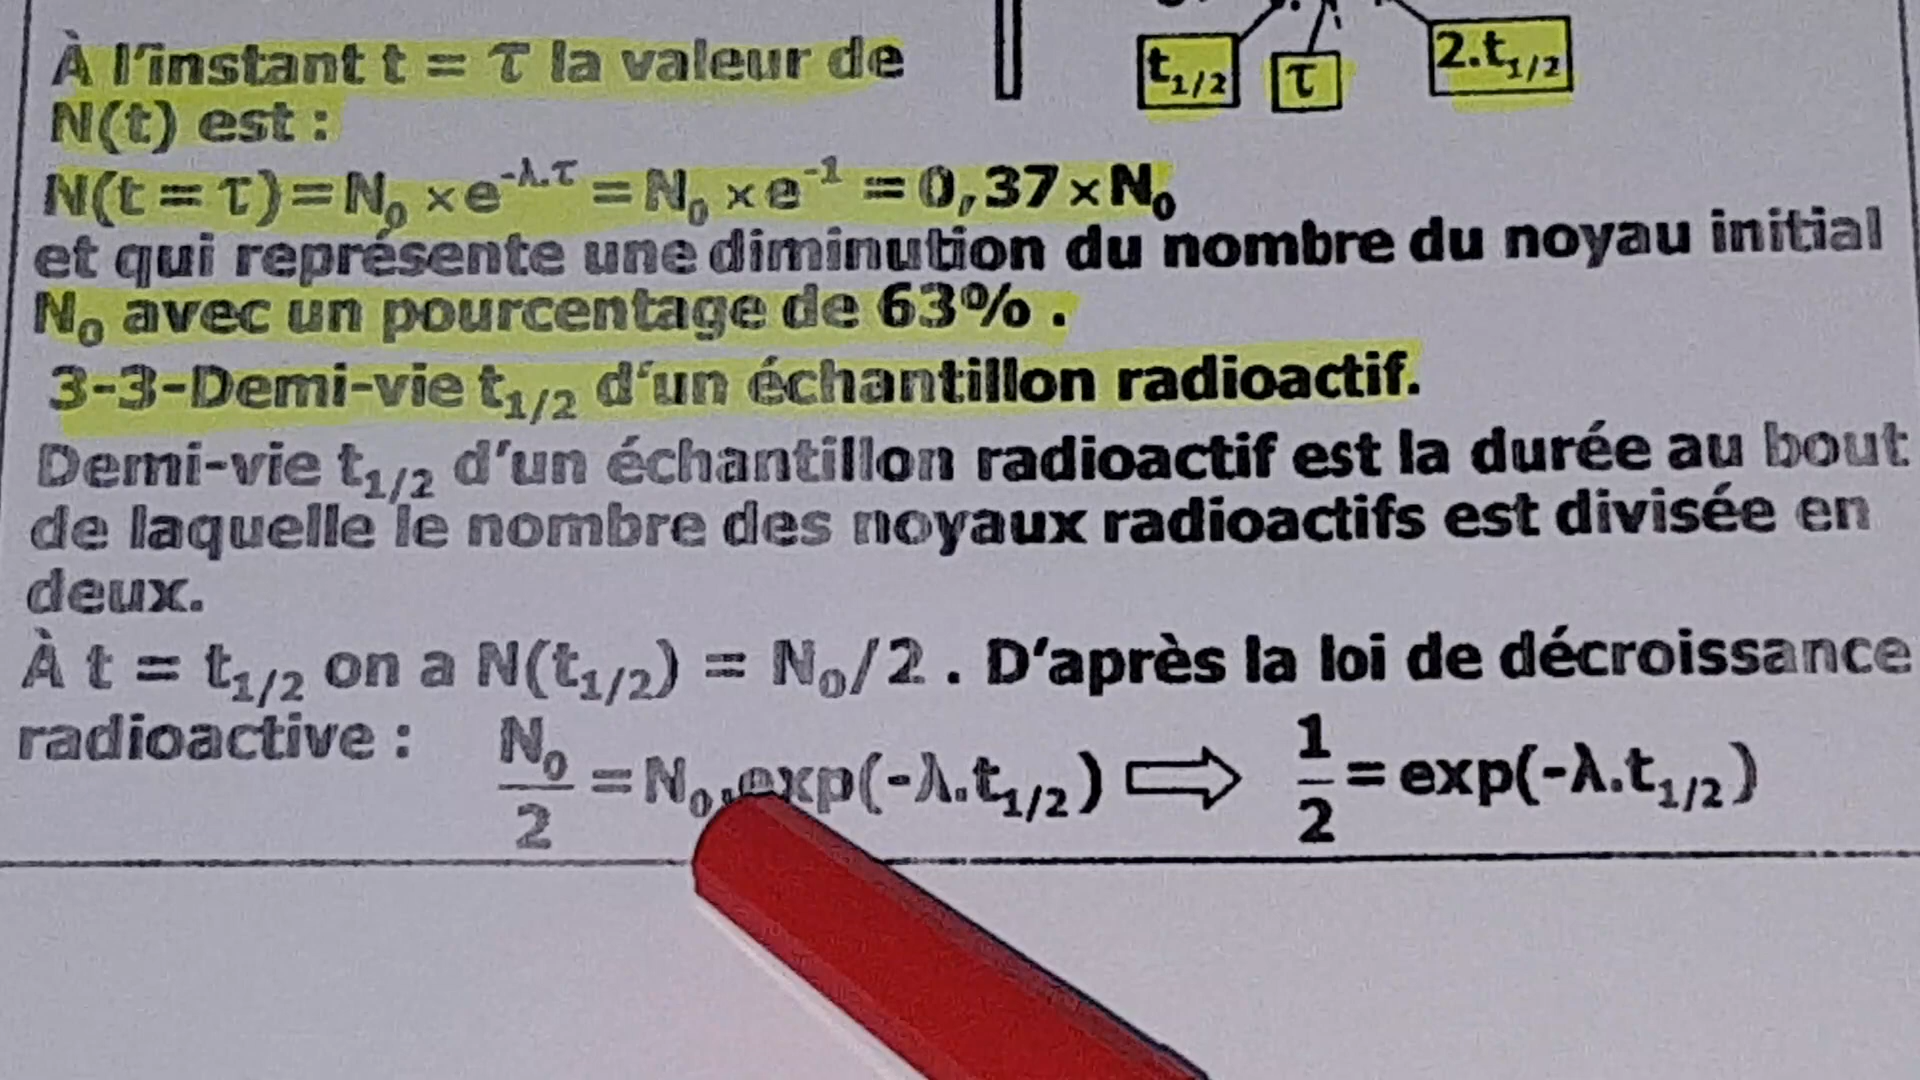 t1/2
τ
2.t1/2
À l'instant t = τ la valeur de
N(t) est :
N(t = τ) = N0 × e^-λ.τ = N0 × e^-1 = 0,37 × N0
et qui représente une diminution du nombre du noyau initial
N0 avec un pourcentage de 63% .
3-3-Demi-vie t1/2 d'un échantillon radioactif.
Demi-vie t1/2 d'un échantillon radioactif est la durée au bout
de laquelle le nombre des noyaux radioactifs est divisée en
deux.
À t = t1/2 on a N(t1/2) = N0/2 . D'après la loi de décroissance
radioactive : N0/2 = N0.exp(-λ.t1/2) ⇒ 1/2 = exp(-λ.t1/2)